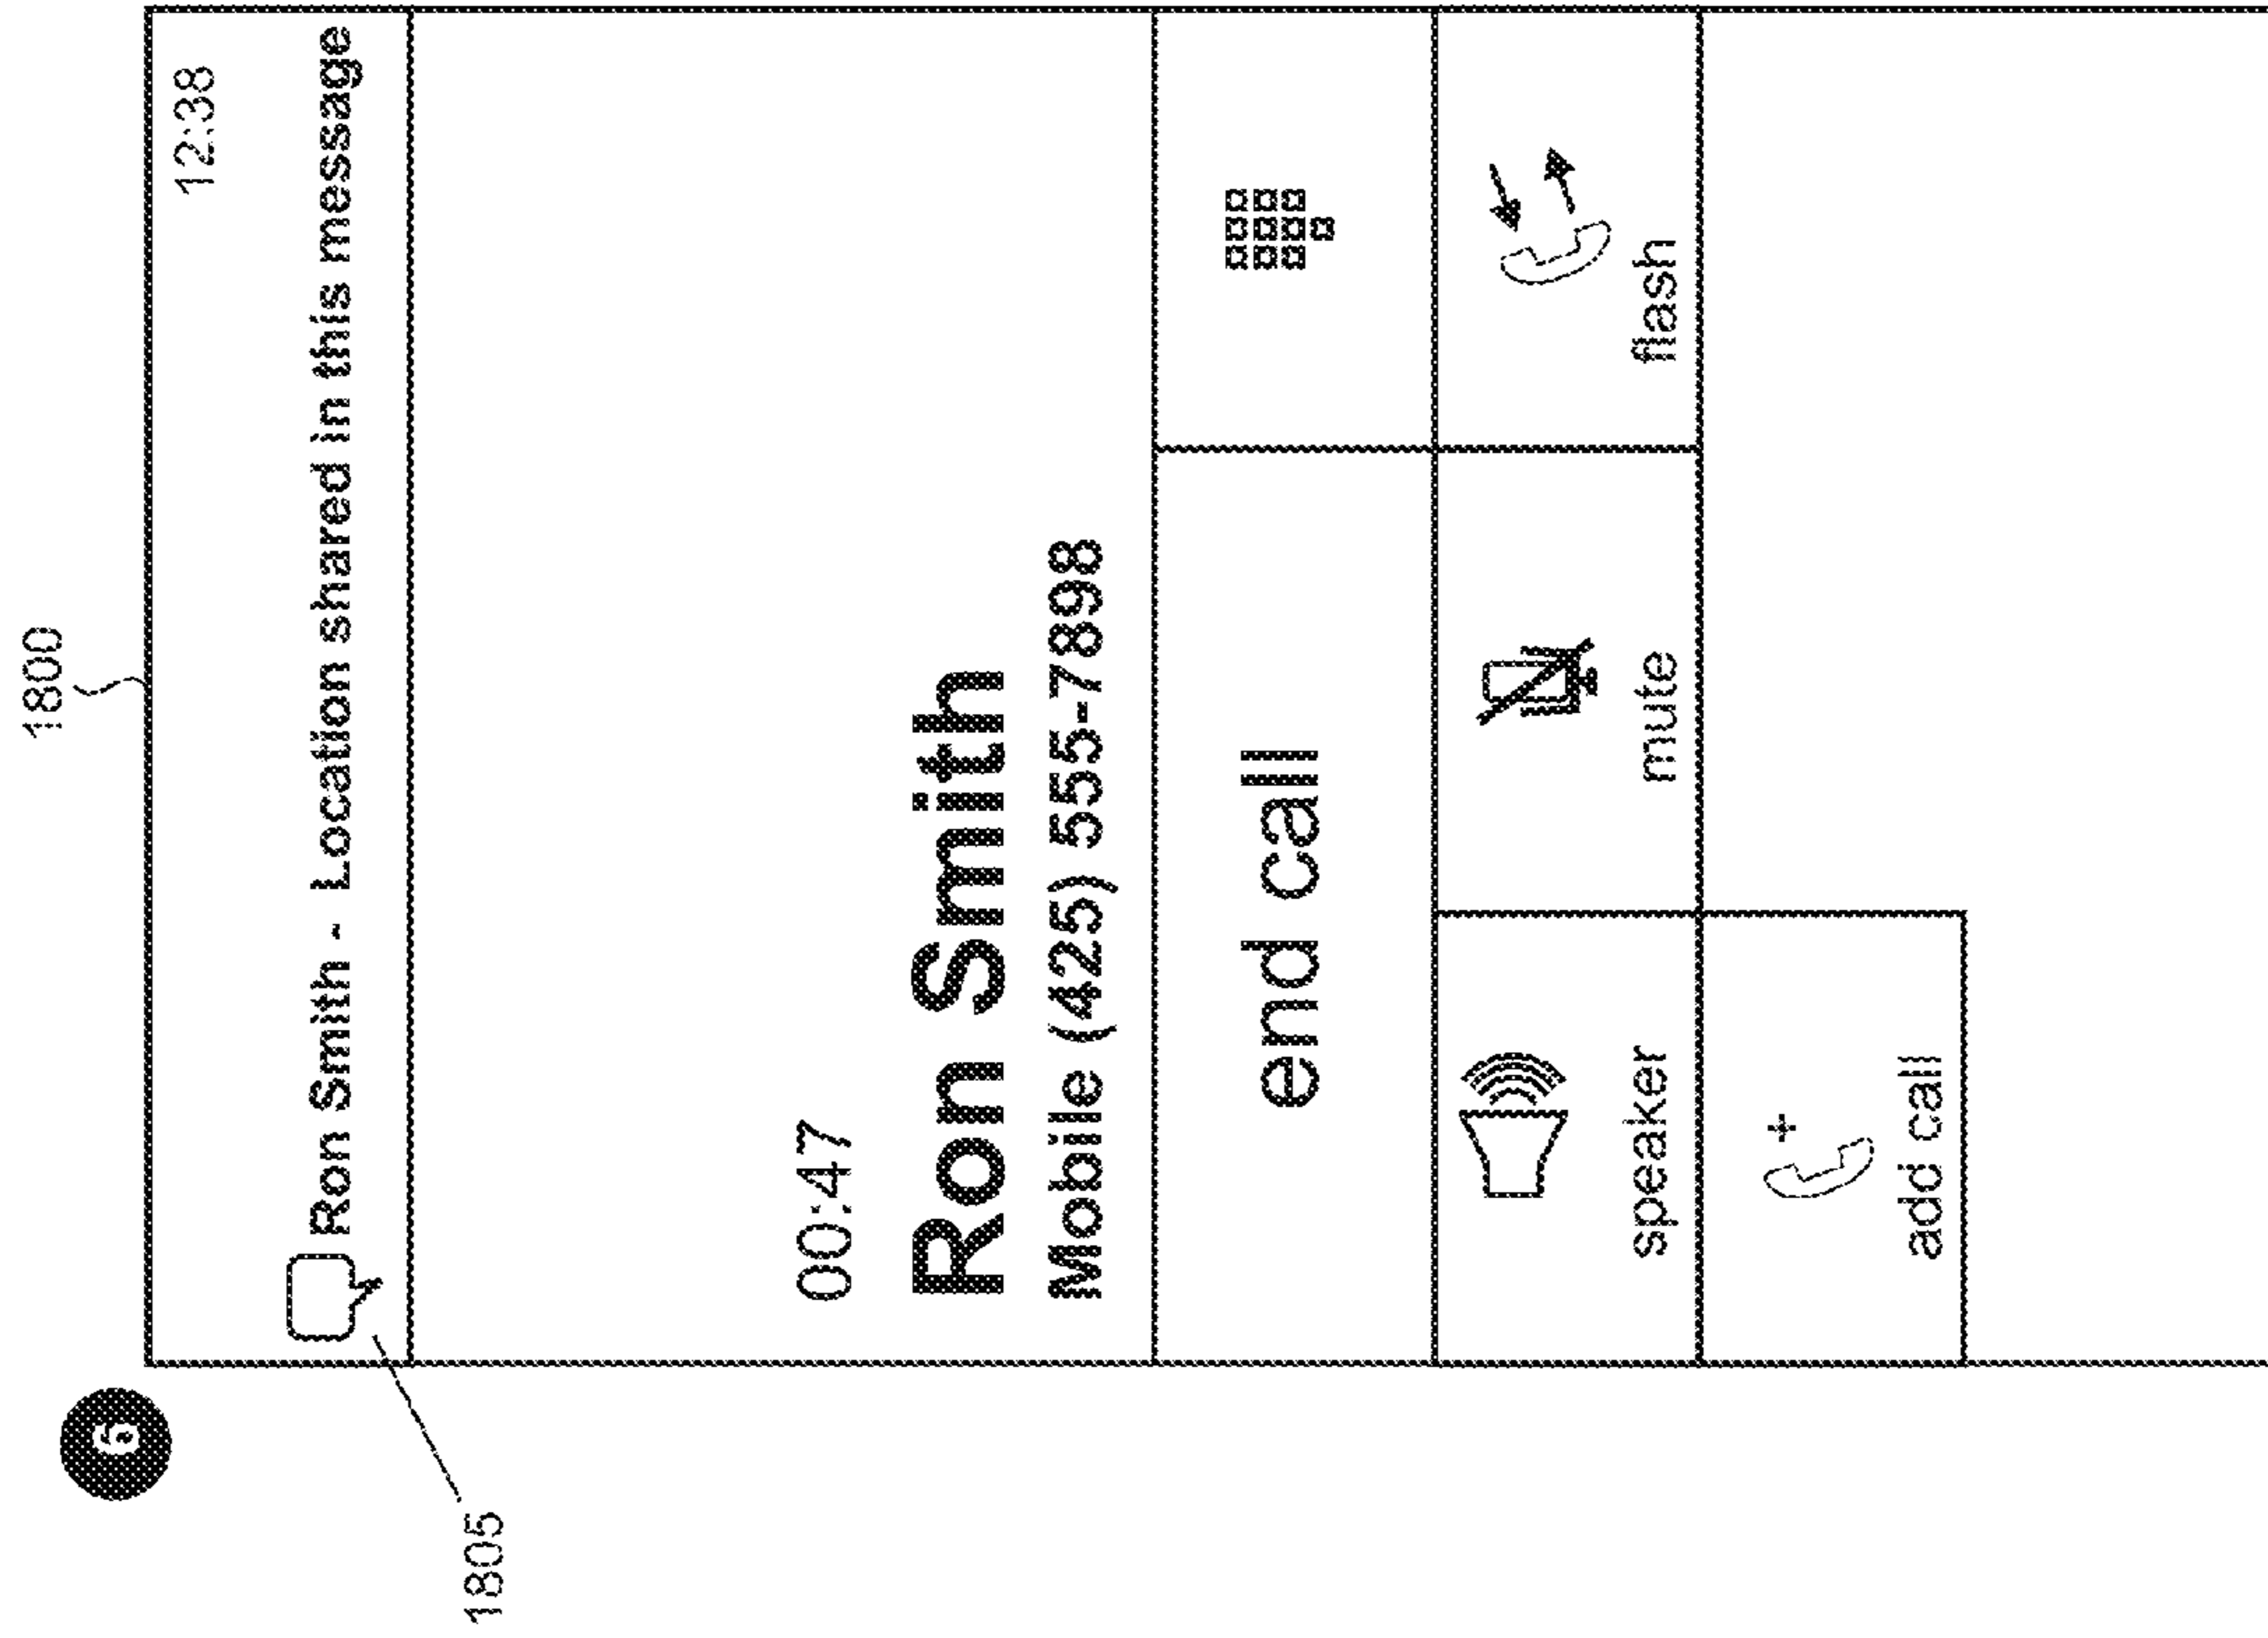 1800
6
12:38
Ron Smith - Location shared in this message
1805
00:47
Ron Smith
Mobile (425) 555-7898
end call
speaker
mute
flash
add call